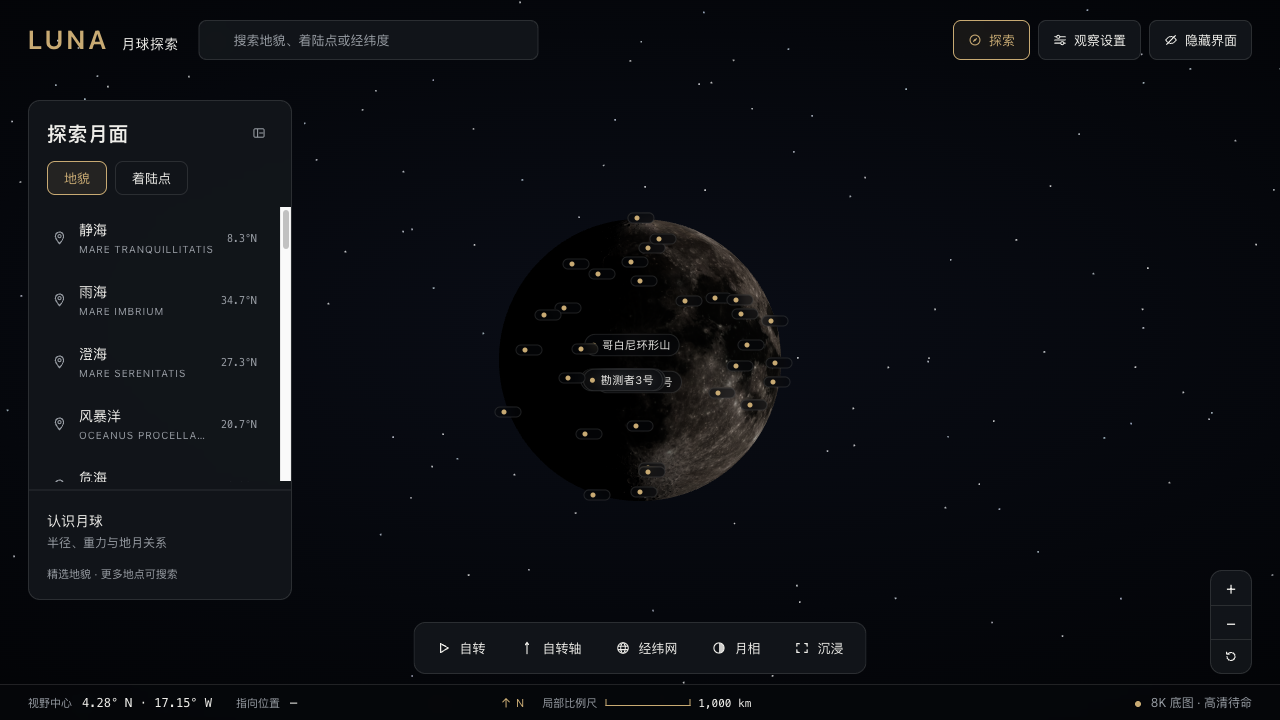 LUNA 月球探索
搜索地貌、着陆点或经纬度
探索
观察设置
隐藏界面
探索月面
地貌
着陆点
静海
MARE TRANQUILLITATIS
8.3°N
雨海
MARE IMBRIUM
34.7°N
澄海
MARE SERENITATIS
27.3°N
风暴洋
OCEANUS PROCELLA…
20.7°N
危海
认识月球
半径、重力与地月关系
精选地貌 · 更多地点可搜索
哥白尼环形山
勘测者3号
号
自转
自转轴
经纬网
月相
沉浸
+
−
视野中心 4.28° N · 17.15° W
指向位置 —
↑ N
局部比例尺
1,000 km
8K 底图 · 高清待命